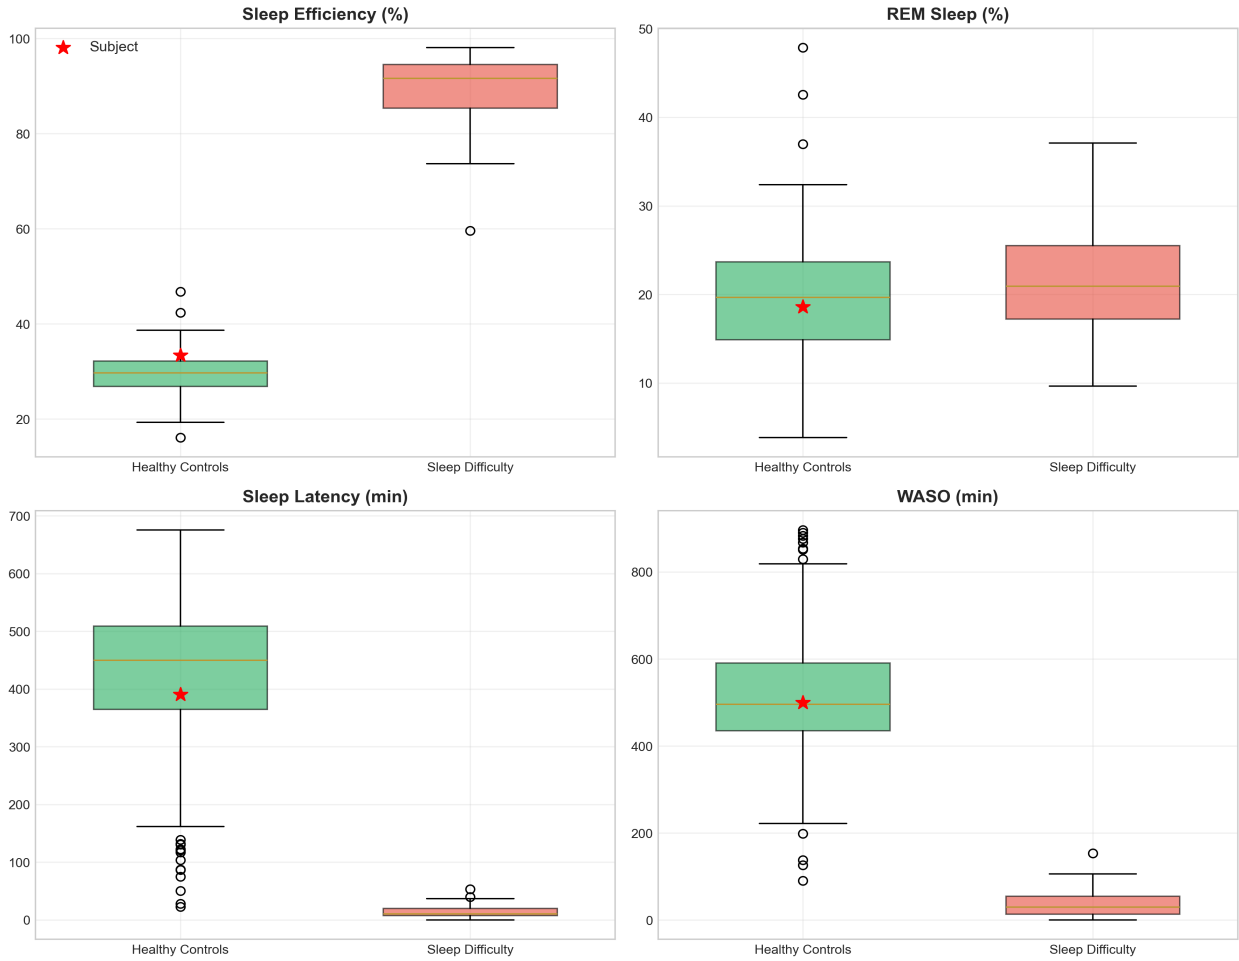 Sleep Efficiency (%)
100
80
60
40
20
Subject
Healthy Controls
Sleep Difficulty
REM Sleep (%)
50
40
30
20
10
Healthy Controls
Sleep Difficulty
Sleep Latency (min)
700
600
500
400
300
200
100
0
Healthy Controls
Sleep Difficulty
WASO (min)
800
600
400
200
0
Healthy Controls
Sleep Difficulty